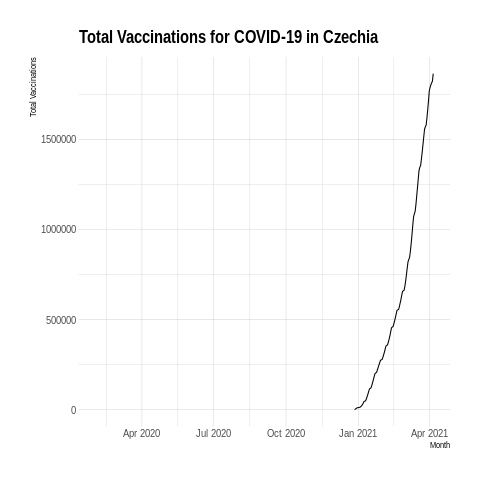 Total Vaccinations for COVID-19 in Czechia
Total Vaccinations
1500000
1000000
500000
0
Apr 2020 Jul 2020 Oct 2020 Jan 2021 Apr 2021
Month